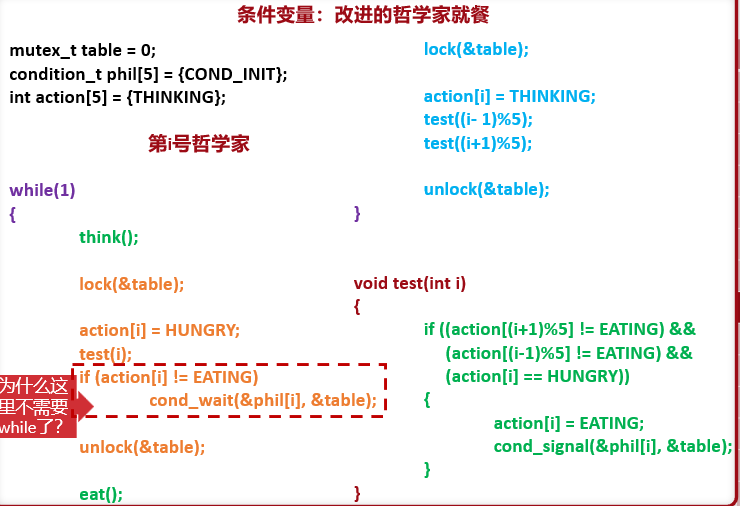 条件变量：改进的哲学家就餐
mutex_t table = 0;
condition_t phil[5] = {COND_INIT};
int action[5] = {THINKING};
第i号哲学家
while(1)
{
think();
lock(&table);
action[i] = HUNGRY;
test(i);
if (action[i] != EATING)
cond_wait(&phil[i], &table);
为什么这
里不需要
while了？
unlock(&table);
eat();
lock(&table);
action[i] = THINKING;
test((i- 1)%5);
test((i+1)%5);
unlock(&table);
}
void test(int i)
{
if ((action[(i+1)%5] != EATING) &&
(action[(i-1)%5] != EATING) &&
(action[i] == HUNGRY))
{
action[i] = EATING;
cond_signal(&phil[i], &table);
}
}